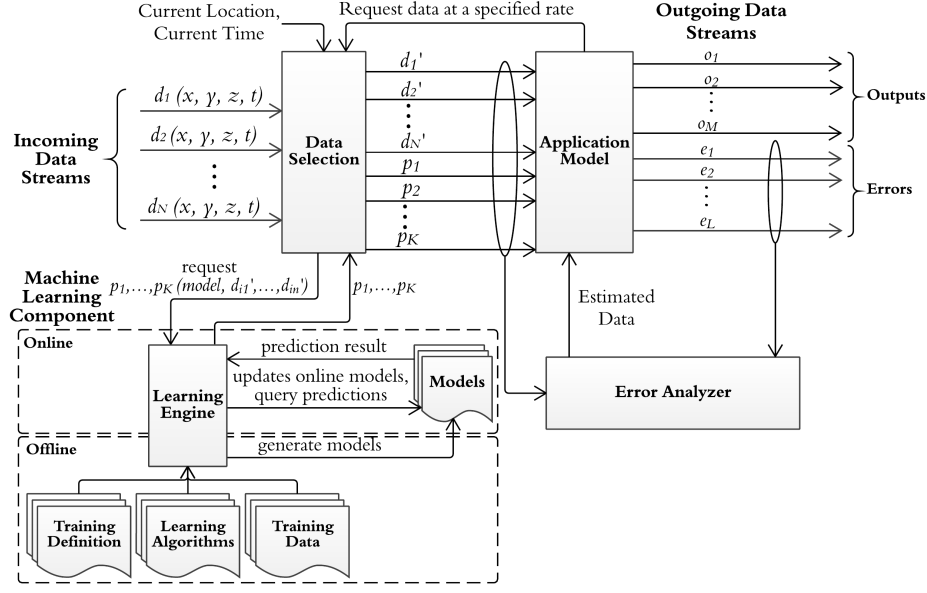 Current Location,
Current Time
Request data at a specified rate
Outgoing Data
Streams
Incoming
Data
Streams
d1 (x, y, z, t)
d2 (x, y, z, t)
⋮
dN (x, y, z, t)
Data
Selection
d1'
d2'
⋮
dN'
p1
p2
⋮
pK
Application
Model
o1
o2
⋮
oM
e1
e2
⋮
eL
Outputs
Errors
Machine
Learning
Component
request
p1,…,pK (model, di1',…,din')
p1,…,pK
Estimated
Data
Error Analyzer
Online
Learning
Engine
prediction result
updates online models,
query predictions
Models
Offline
generate models
Training
Definition
Learning
Algorithms
Training
Data